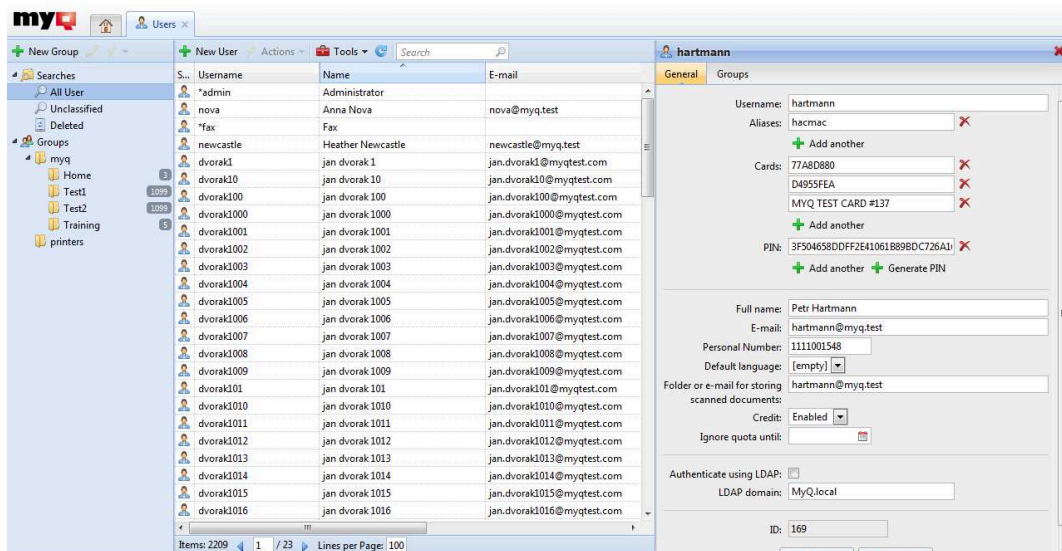 myQ
Users
New Group
Searches
All User
Unclassified
Deleted
Groups
myq
Home 3
Test1 1099
Test2 1099
Training 5
printers
New User Actions Tools Search
S... Username Name E-mail
*admin Administrator
nova Anna Nova nova@myq.test
*fax Fax
newcastle Heather Newcastle newcastle@myq.test
dvorak1 jan dvorak 1 jan.dvorak1@myqtest.com
dvorak10 jan dvorak 10 jan.dvorak10@myqtest.com
dvorak100 jan dvorak 100 jan.dvorak100@myqtest.com
dvorak1000 jan dvorak 1000 jan.dvorak1000@myqtest.com
dvorak1001 jan dvorak 1001 jan.dvorak1001@myqtest.com
dvorak1002 jan dvorak 1002 jan.dvorak1002@myqtest.com
dvorak1003 jan dvorak 1003 jan.dvorak1003@myqtest.com
dvorak1004 jan dvorak 1004 jan.dvorak1004@myqtest.com
dvorak1005 jan dvorak 1005 jan.dvorak1005@myqtest.com
dvorak1006 jan dvorak 1006 jan.dvorak1006@myqtest.com
dvorak1007 jan dvorak 1007 jan.dvorak1007@myqtest.com
dvorak1008 jan dvorak 1008 jan.dvorak1008@myqtest.com
dvorak1009 jan dvorak 1009 jan.dvorak1009@myqtest.com
dvorak101 jan dvorak 101 jan.dvorak101@myqtest.com
dvorak1010 jan dvorak 1010 jan.dvorak1010@myqtest.com
dvorak1011 jan dvorak 1011 jan.dvorak1011@myqtest.com
dvorak1012 jan dvorak 1012 jan.dvorak1012@myqtest.com
dvorak1013 jan dvorak 1013 jan.dvorak1013@myqtest.com
dvorak1014 jan dvorak 1014 jan.dvorak1014@myqtest.com
dvorak1015 jan dvorak 1015 jan.dvorak1015@myqtest.com
dvorak1016 jan dvorak 1016 jan.dvorak1016@myqtest.com
Items: 2209 1 / 23 Lines per Page: 100
hartmann
General Groups
Username: hartmann
Aliases: hacmac
Add another
Cards: 77A8D880
D4955FEA
MYQ TEST CARD #137
Add another
PIN: 3F504658DDFF2E41061B89BDC726A1
Add another Generate PIN
Full name: Petr Hartmann
E-mail: hartmann@myq.test
Personal Number: 1111001548
Default language: [empty]
Folder or e-mail for storing hartmann@myq.test
scanned documents:
Credit: Enabled
Ignore quota until:
Authenticate using LDAP:
LDAP domain: MyQ.local
ID: 169